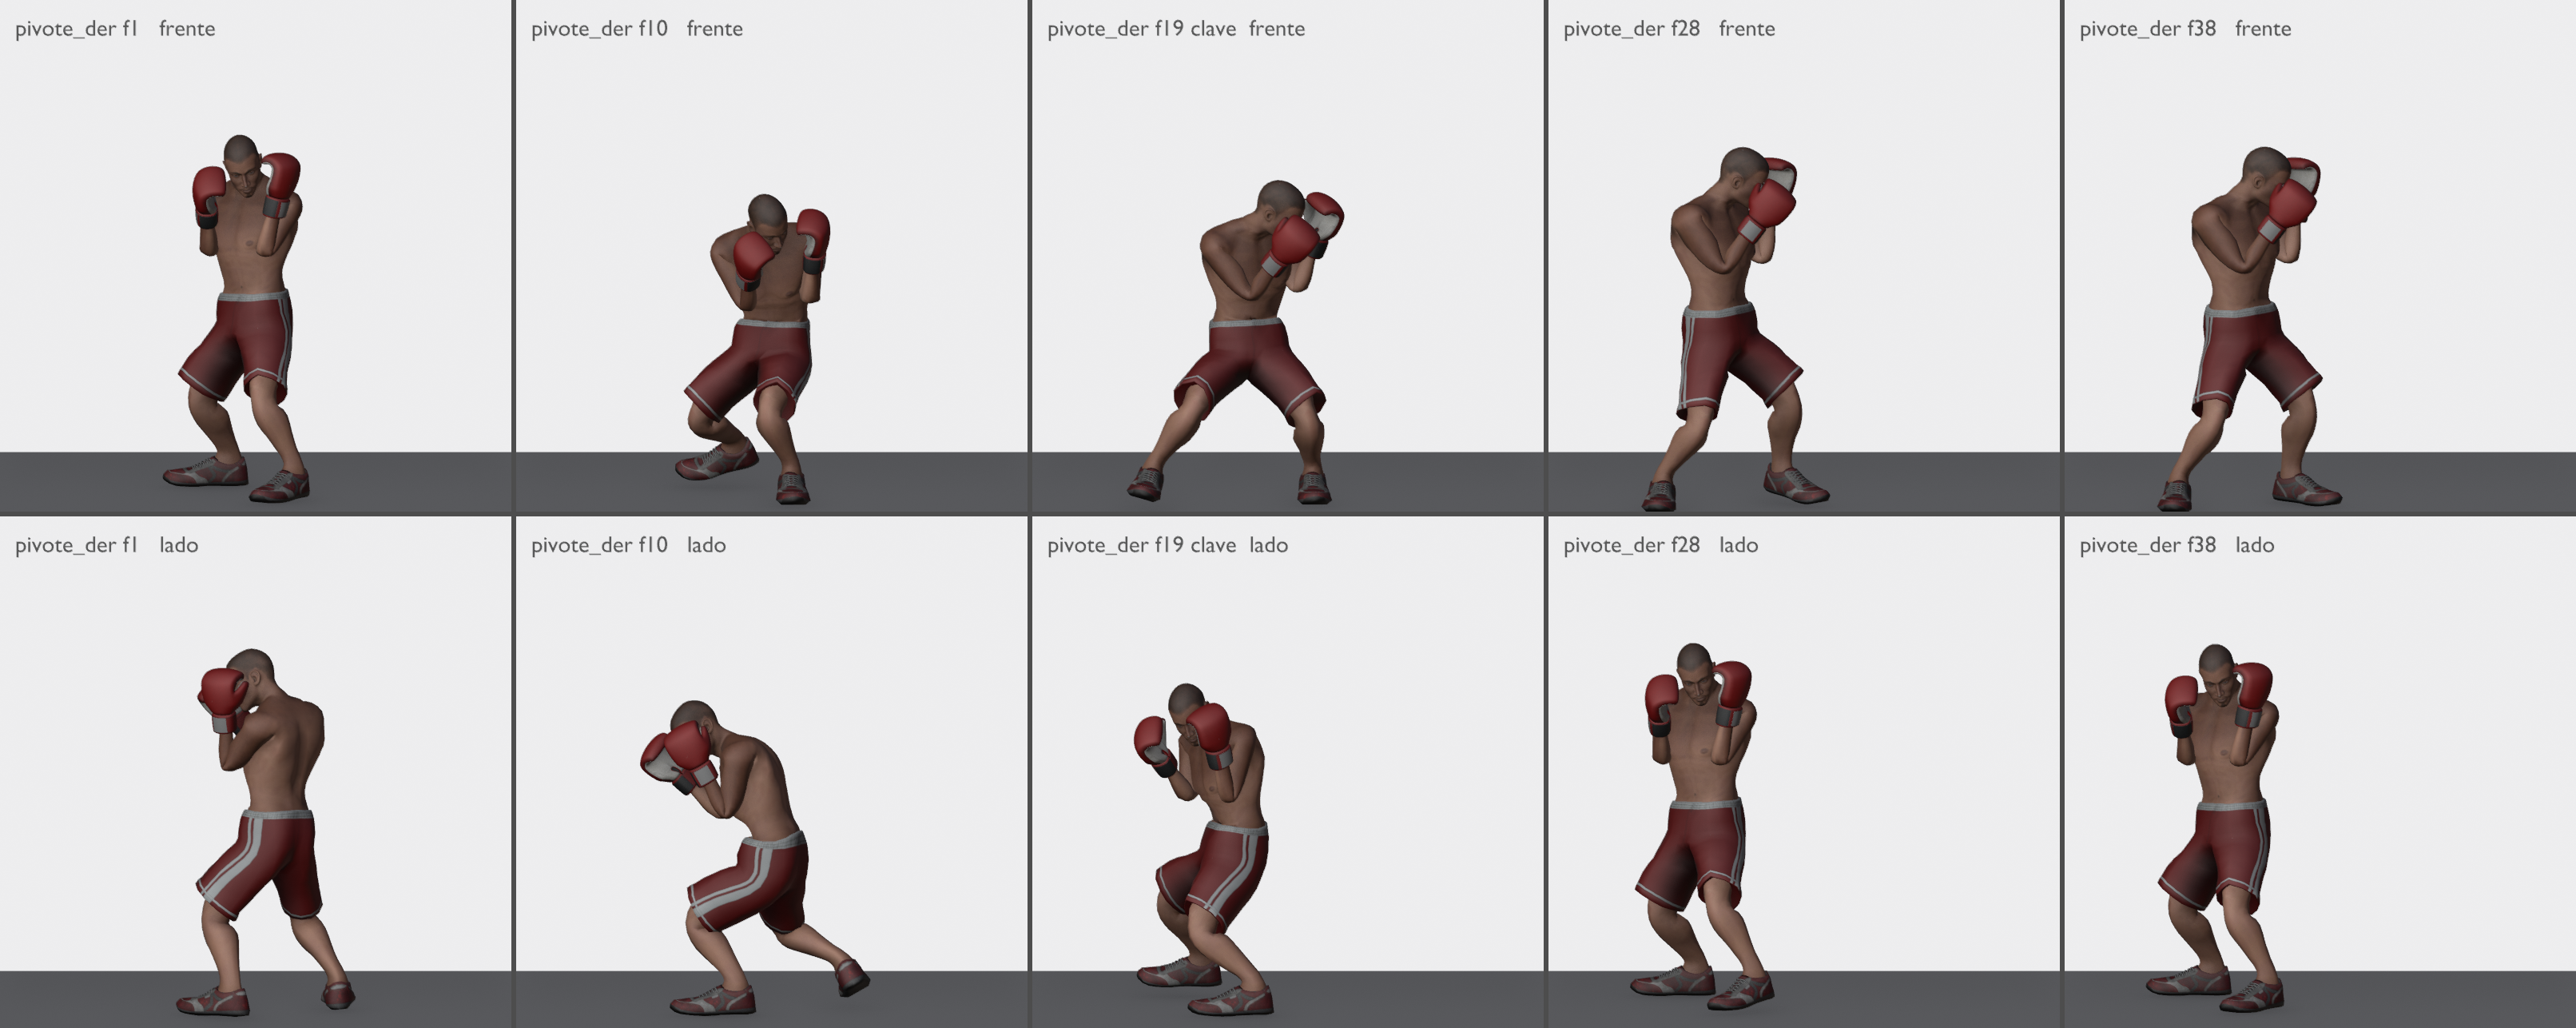 pivote_der f1 frente
pivote_der f10 frente
pivote_der f19 clave frente
pivote_der f28 frente
pivote_der f38 frente
pivote_der f1 lado
pivote_der f10 lado
pivote_der f19 clave lado
pivote_der f28 lado
pivote_der f38 lado